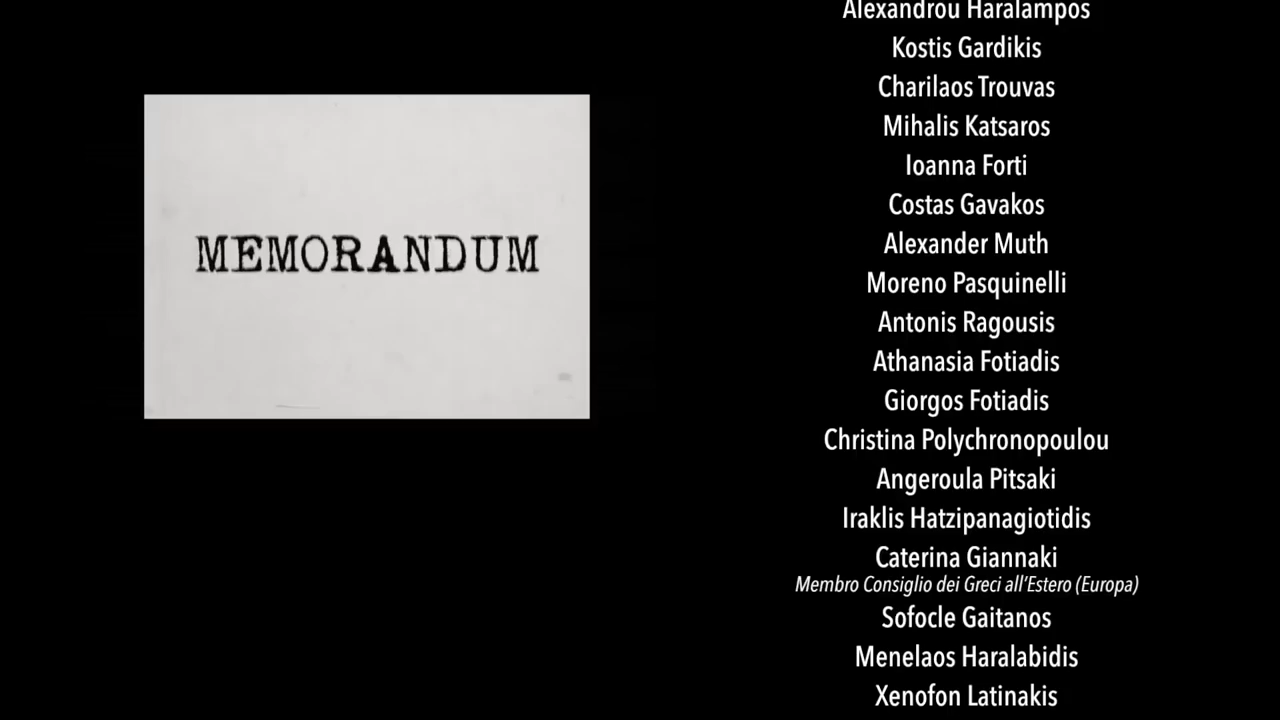 MEMORANDUM
Alexandrou Haralampos
Kostis Gardikis
Charilaos Trouvas
Mihalis Katsaros
Ioanna Forti
Costas Gavakos
Alexander Muth
Moreno Pasquinelli
Antonis Ragousis
Athanasia Fotiadis
Giorgos Fotiadis
Christina Polychronopoulou
Angeroula Pitsaki
Iraklis Hatzipanagiotidis
Caterina Giannaki
Membro Consiglio dei Greci all'Estero (Europa)
Sofocle Gaitanos
Menelaos Haralabidis
Xenofon Latinakis